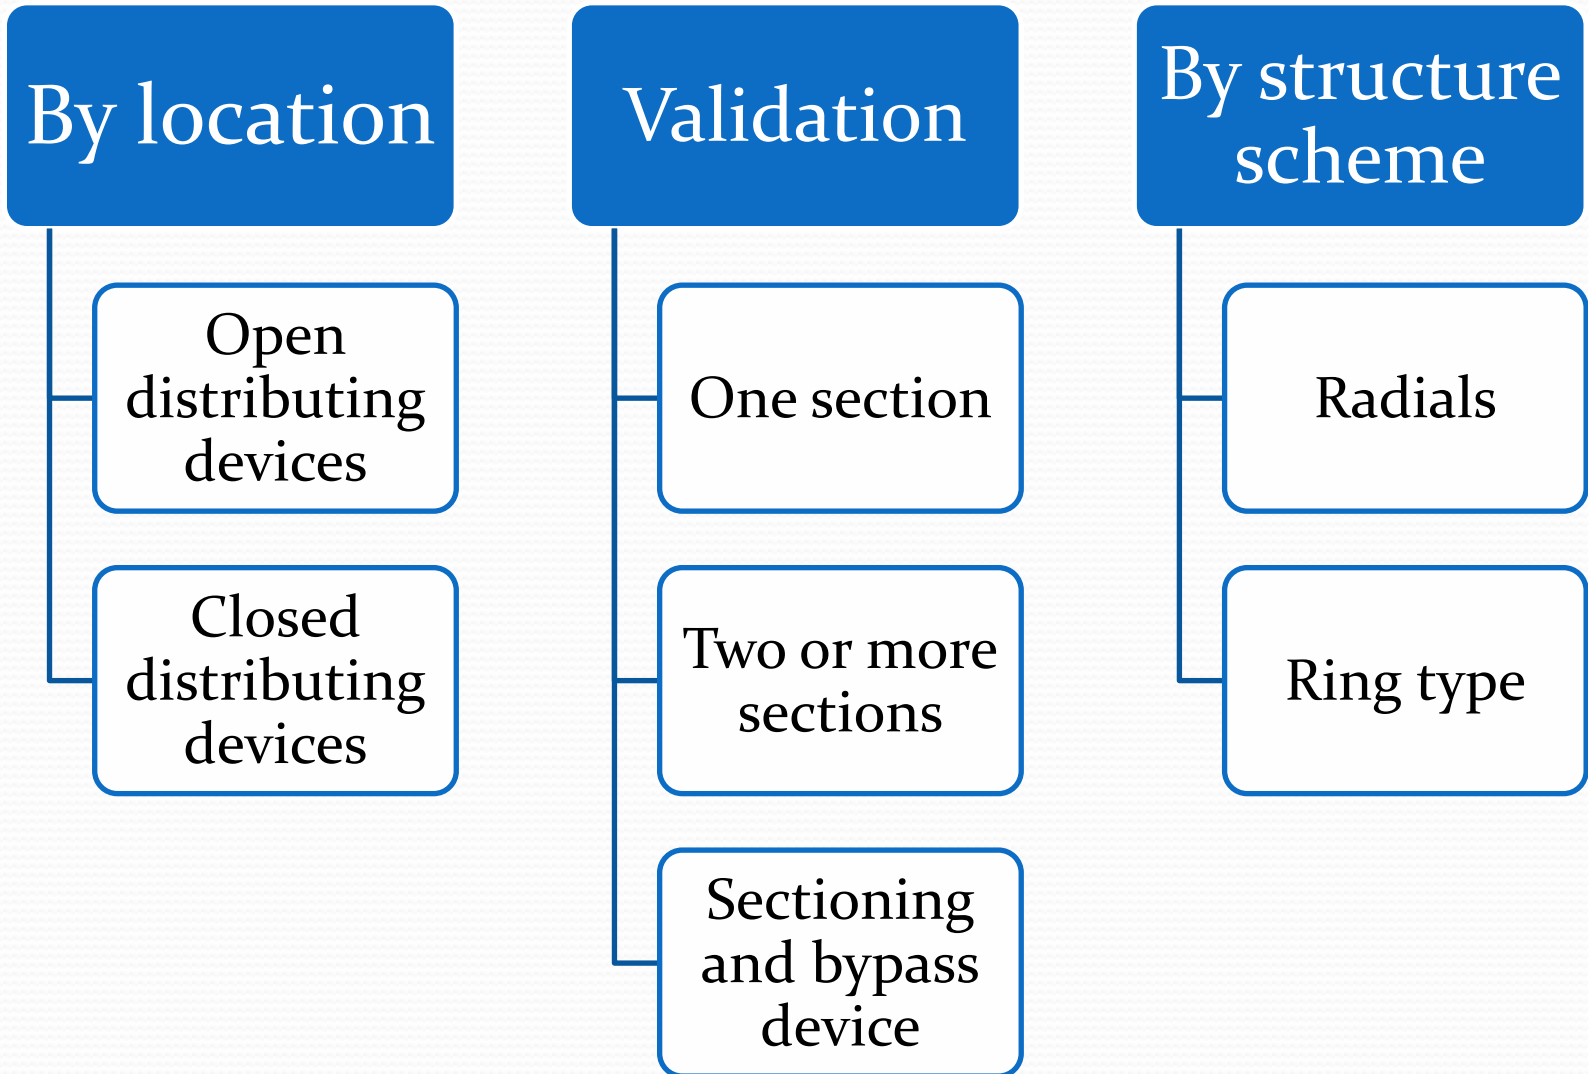 By location
Open
distributing
devices
Closed
distributing
devices
Validation
One section
Two or more
sections
Sectioning
and bypass
device
By structure
scheme
Radials
Ring type